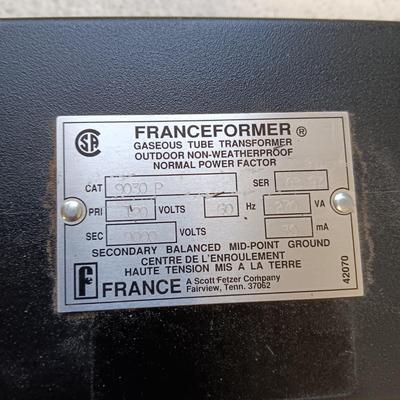 FRANCEFORMER ®
GASEOUS TUBE TRANSFORMER
OUTDOOR NON-WEATHERPROOF
NORMAL POWER FACTOR
CAT 9030 P SER
PRI VOLTS 60 Hz VA
SEC 9000 VOLTS 30 mA
SECONDARY BALANCED MID-POINT GROUND
CENTRE DE L'ENROULEMENT
HAUTE TENSION MIS A LA TERRE
FRANCE
A Scott Fetzer Company
Fairview, Tenn. 37062
42070